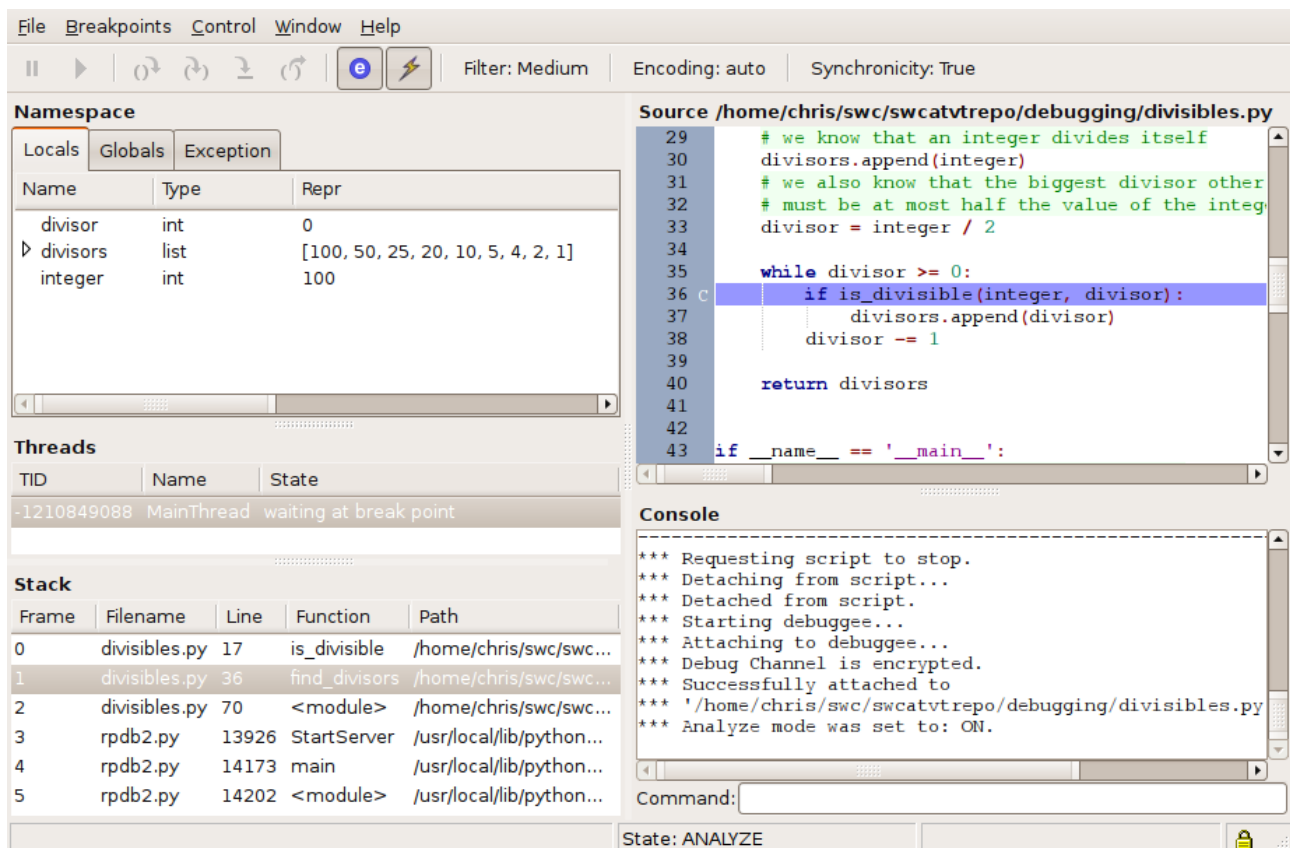 File Breakpoints Control Window Help
e Filter: Medium Encoding: auto Synchronicity: True
Namespace
Locals Globals Exception
Name Type Repr
divisor int 0
divisors list [100, 50, 25, 20, 10, 5, 4, 2, 1]
integer int 100
Threads
TID Name State
-1210849088 MainThread waiting at break point
Stack
Frame Filename Line Function Path
0 divisibles.py 17 is_divisible /home/chris/swc/swc...
1 divisibles.py 36 find_divisors /home/chris/swc/swc...
2 divisibles.py 70 <module> /home/chris/swc/swc...
3 rpdb2.py 13926 StartServer /usr/local/lib/python...
4 rpdb2.py 14173 main /usr/local/lib/python...
5 rpdb2.py 14202 <module> /usr/local/lib/python...
Source /home/chris/swc/swcatvtrepo/debugging/divisibles.py
29 # we know that an integer divides itself
30 divisors.append(integer)
31 # we also know that the biggest divisor other
32 # must be at most half the value of the integ
33 divisor = integer / 2
34
35 while divisor >= 0:
36 C if is_divisible(integer, divisor):
37 divisors.append(divisor)
38 divisor -= 1
39
40 return divisors
41
42
43 if __name__ == '__main__':
Console
*** Requesting script to stop.
*** Detaching from script...
*** Detached from script.
*** Starting debuggee...
*** Attaching to debuggee...
*** Debug Channel is encrypted.
*** Successfully attached to
*** '/home/chris/swc/swcatvtrepo/debugging/divisibles.py
*** Analyze mode was set to: ON.
Command:
State: ANALYZE